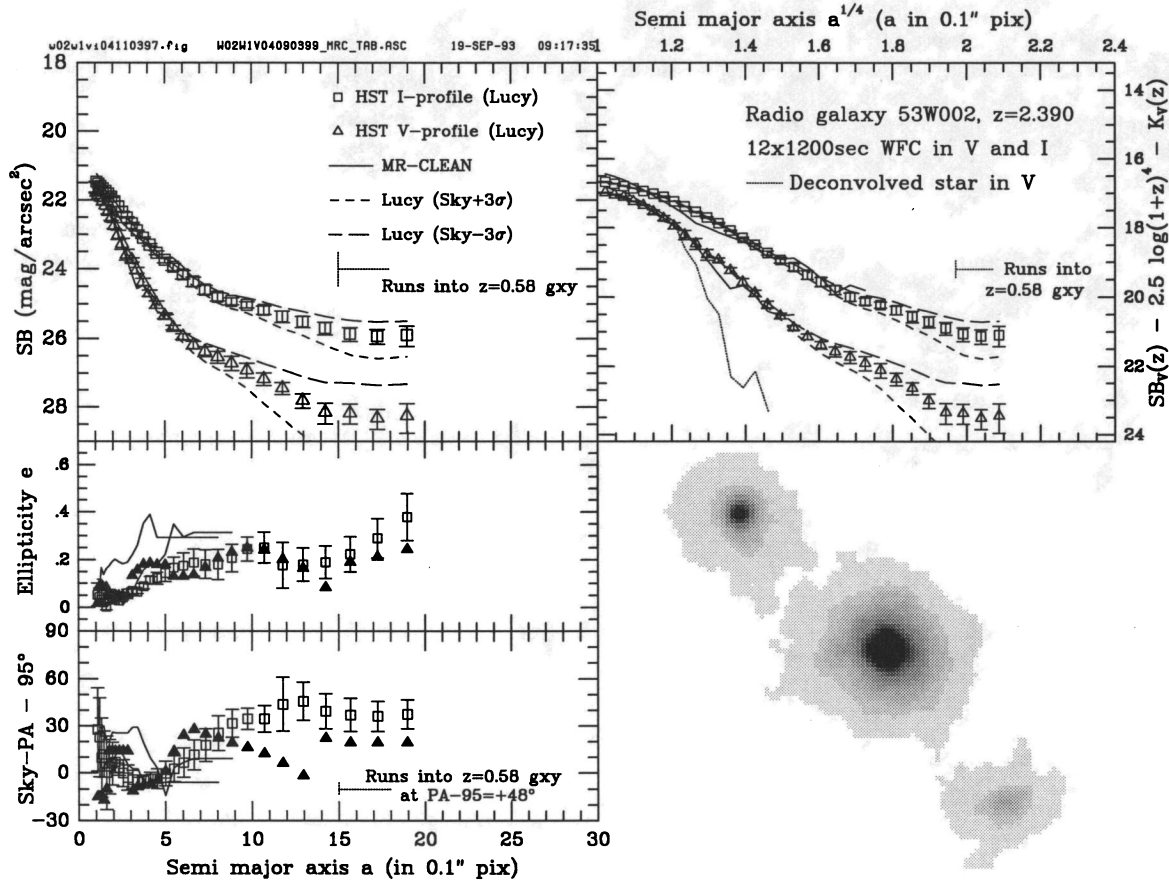 Semi major axis a^1/4 (a in 0.1" pix)
w02w1vi04110397.fig W02W1V04090399_MRC_TAB.ASC 19-SEP-93 09:17:35
1 1.2 1.4 1.6 1.8 2 2.2 2.4
18
20
22
24
26
28
SB (mag/arcsec²)
HST I-profile (Lucy)
HST V-profile (Lucy)
MR-CLEAN
Lucy (Sky+3σ)
Lucy (Sky-3σ)
Runs into z=0.58 gxy
Radio galaxy 53W002, z=2.390
12x1200sec WFC in V and I
Deconvolved star in V
Runs into
z=0.58 gxy
14
16
18
20
22
24
SB_V(z) - 2.5 log(1+z)^4 - K_V(z)
.6
.4
.2
0
Ellipticity e
90
60
30
0
-30
Sky-PA - 95°
Runs into z=0.58 gxy
at PA-95=+48°
0 5 10 15 20 25 30
Semi major axis a (in 0.1" pix)